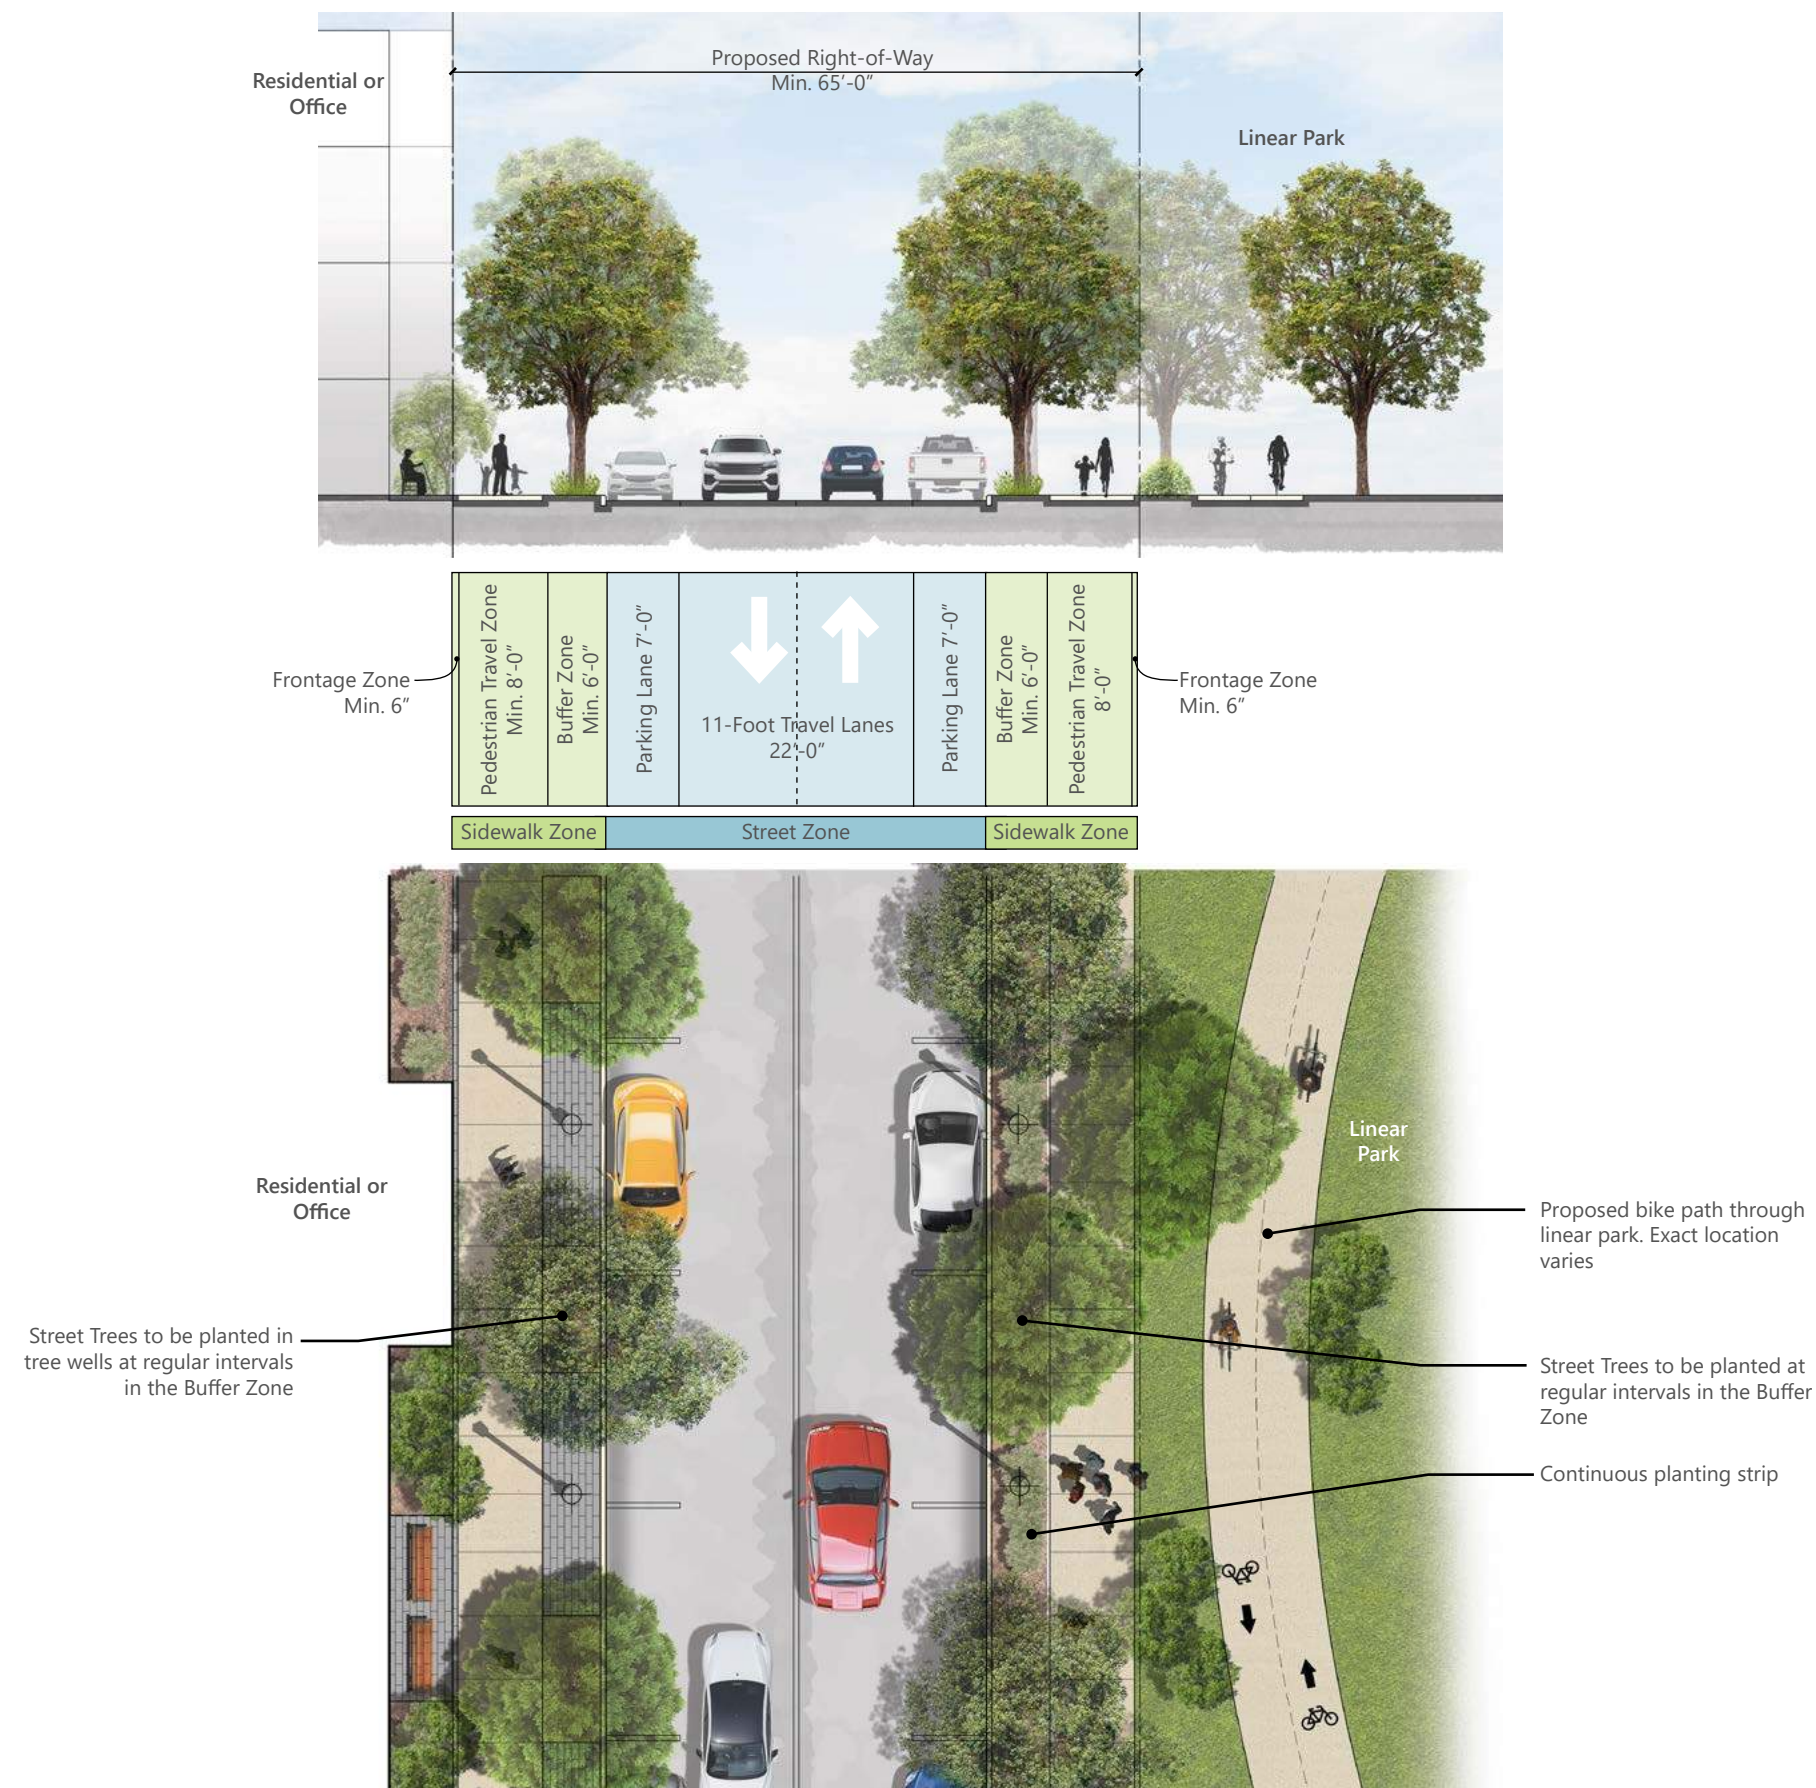 Proposed Right-of-Way
Min. 65'-0"
Residential or
Office
Linear Park
Frontage Zone
Min. 6"
Pedestrian Travel Zone
Min. 8'-0"
Buffer Zone
Min. 6'-0"
Parking Lane 7'-0"
11-Foot Travel Lanes
22'-0"
Parking Lane 7'-0"
Buffer Zone
Min. 6'-0"
Pedestrian Travel Zone
8'-0"
Frontage Zone
Min. 6"
Sidewalk Zone
Street Zone
Sidewalk Zone
Linear
Park
Residential or
Office
Proposed bike path through
linear park. Exact location
varies
Street Trees to be planted in
tree wells at regular intervals
in the Buffer Zone
Street Trees to be planted at
regular intervals in the Buffer
Zone
Continuous planting strip